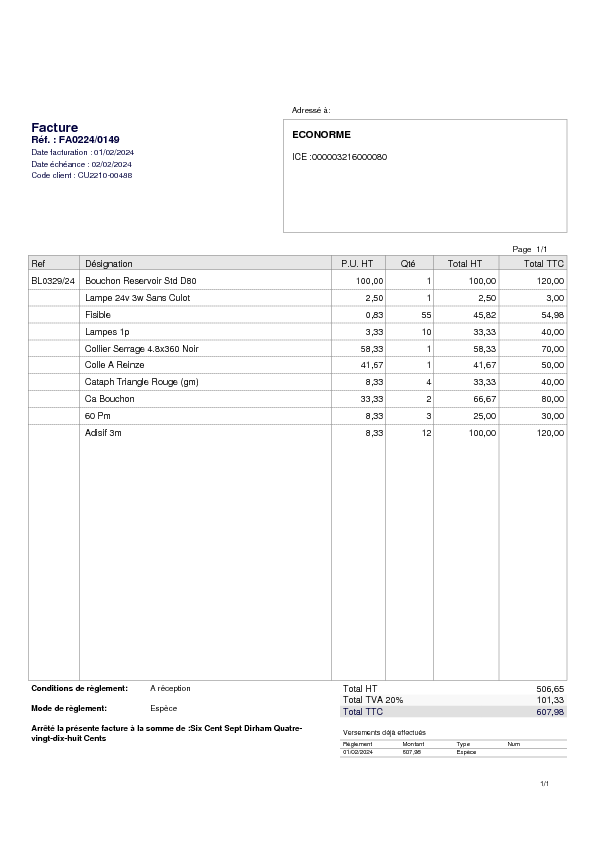 Adressé à:
Facture
Réf. : FA0224/0149
Date facturation : 01/02/2024
Date échéance : 02/02/2024
Code client : CU2210-00498
ECONORME
ICE :000003216000080
Page 1/1
Ref Désignation P.U. HT Qté Total HT Total TTC
BL0329/24 Bouchon Reservoir Std D80 100,00 1 100,00 120,00
Lampe 24v 3w Sans Culot 2,50 1 2,50 3,00
Fisible 0,83 55 45,82 54,98
Lampes 1p 3,33 10 33,33 40,00
Collier Serrage 4.8x360 Noir 58,33 1 58,33 70,00
Colle A Reinze 41,67 1 41,67 50,00
Cataph Triangle Rouge (gm) 8,33 4 33,33 40,00
Ca Bouchon 33,33 2 66,67 80,00
60 Pm 8,33 3 25,00 30,00
Adisif 3m 8,33 12 100,00 120,00
Conditions de règlement: A réception
Mode de règlement: Espèce
Arrêté la présente facture à la somme de :Six Cent Sept Dirham Quatre-
vingt-dix-huit Cents
Total HT 506,65
Total TVA 20% 101,33
Total TTC 607,98
Versements déjà effectués
Règlement Montant Type Num
01/02/2024 607,98 Espèce
1/1